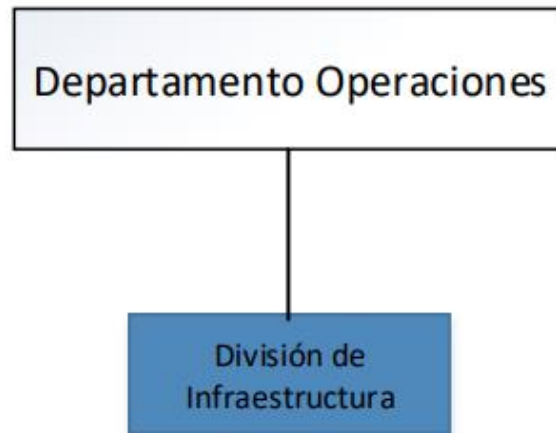 Departamento Operaciones
División de
Infraestructura